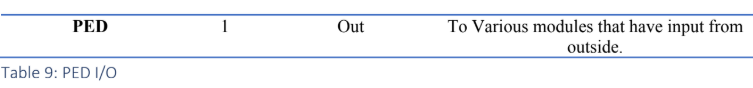 PED 1 Out To Various modules that have input from
outside.
Table 9: PED I/O